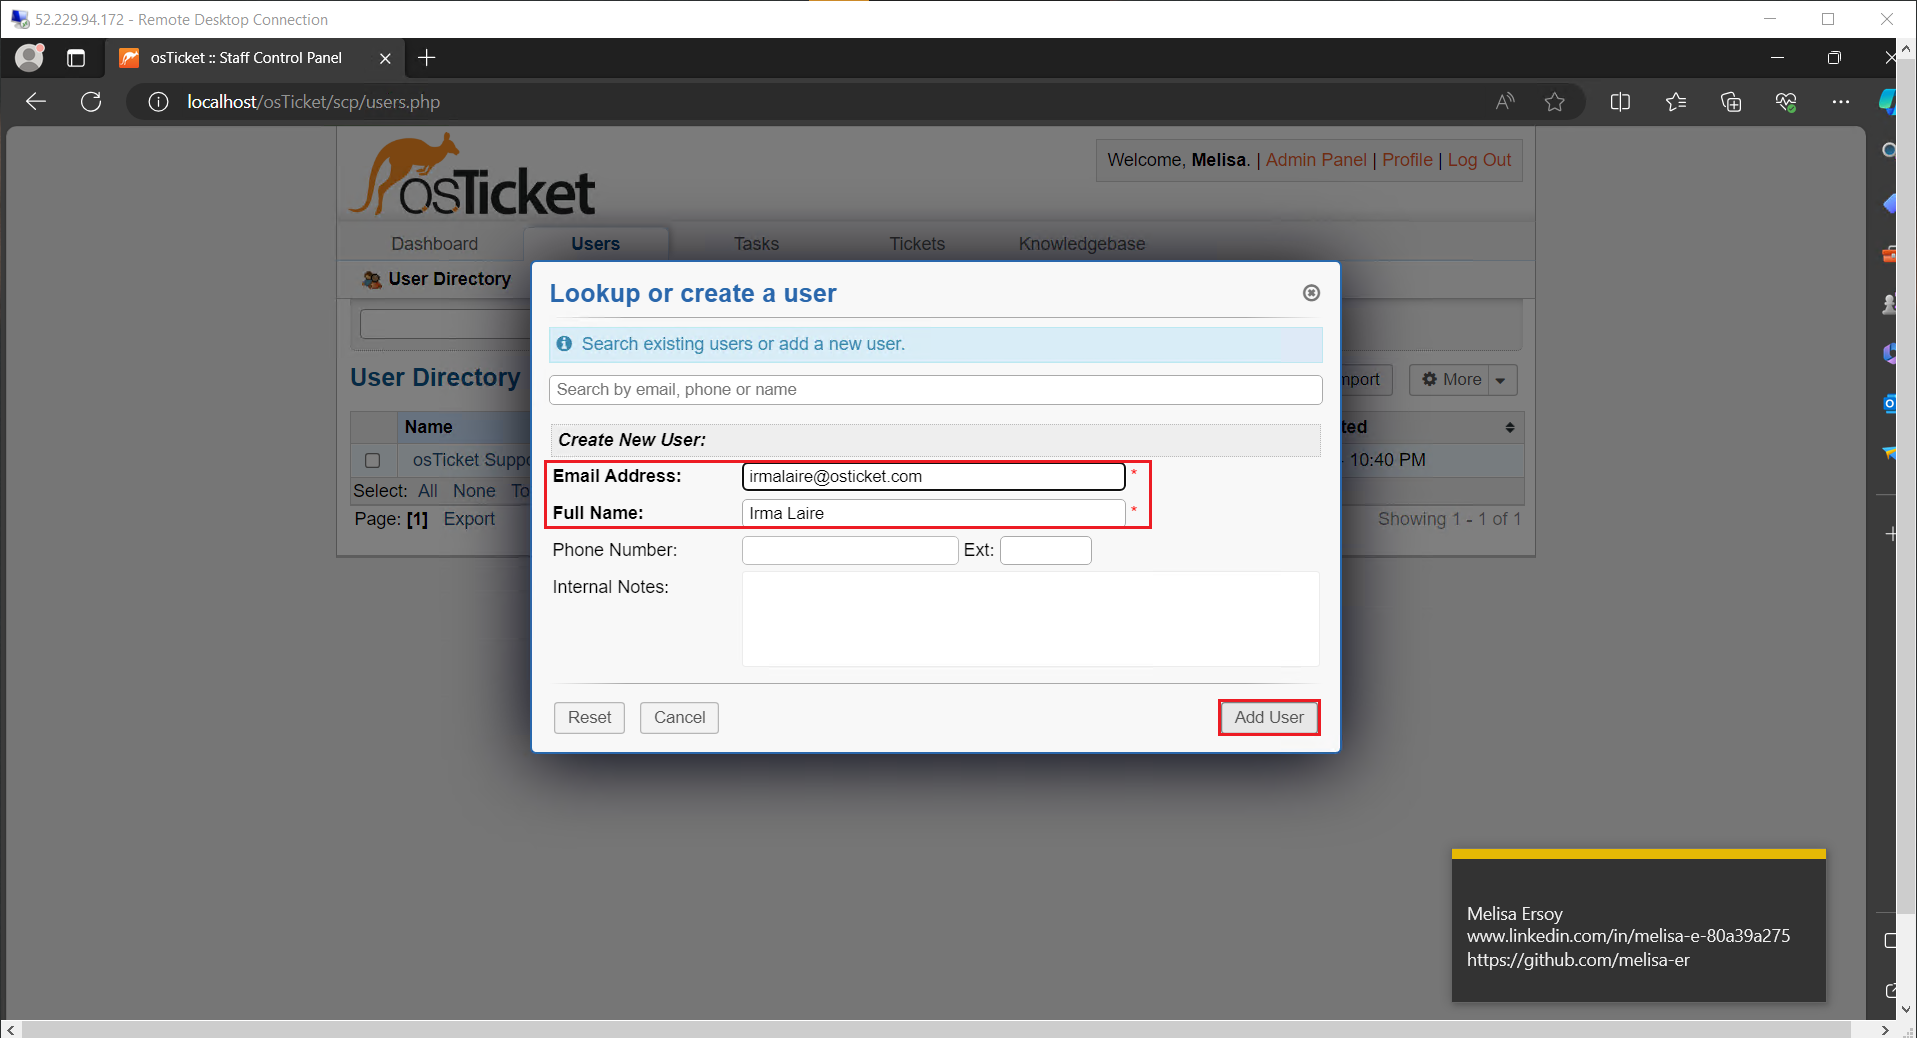 52.229.94.172 - Remote Desktop Connection
osTicket :: Staff Control Panel
localhost/osTicket/scp/users.php
osTicket
Welcome, Melisa. | Admin Panel | Profile | Log Out
Dashboard Users Tasks Tickets Knowledgebase
User Directory
Lookup or create a user
Search existing users or add a new user.
User Directory
More
Search by email, phone or name
Name
Create New User:
osTicket
10:40 PM
Email Address: irmalaire@osticket.com *
Select: All None
Full Name: Irma Laire *
Page: [1] Export
Showing 1 - 1 of 1
Phone Number: Ext:
Internal Notes:
Reset Cancel Add User
Melisa Ersoy
www.linkedin.com/in/melisa-e-80a39a275
https://github.com/melisa-er